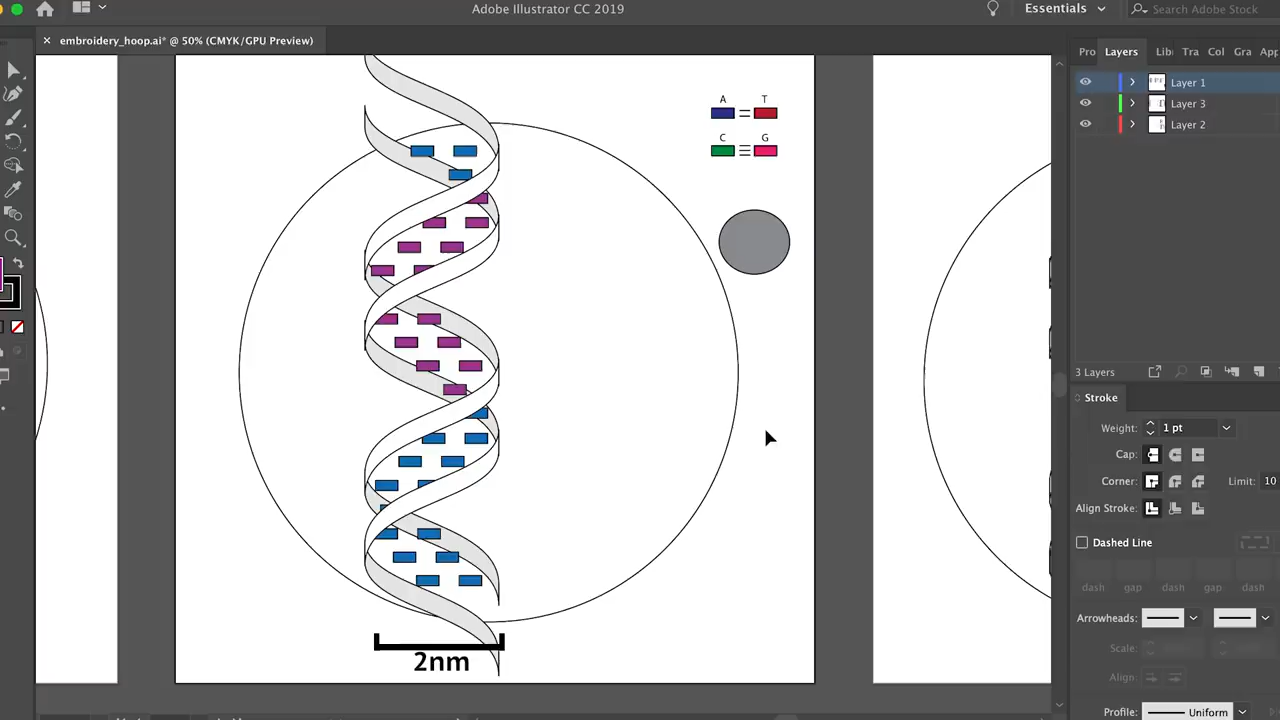 Adobe Illustrator CC 2019
Essentials
Search Adobe Stock
embroidery_hoop.ai* @ 50% (CMYK/GPU Preview)
Pro Layers Lib Tra Col Gra App
Layer 1
Layer 3
Layer 2
A T
C G
3 Layers
Stroke
Weight: 1 pt
Cap:
Corner: Limit: 10
Align Stroke:
Dashed Line
dash gap dash gap dash
Arrowheads:
Scale:
Align:
Profile: Uniform
2nm